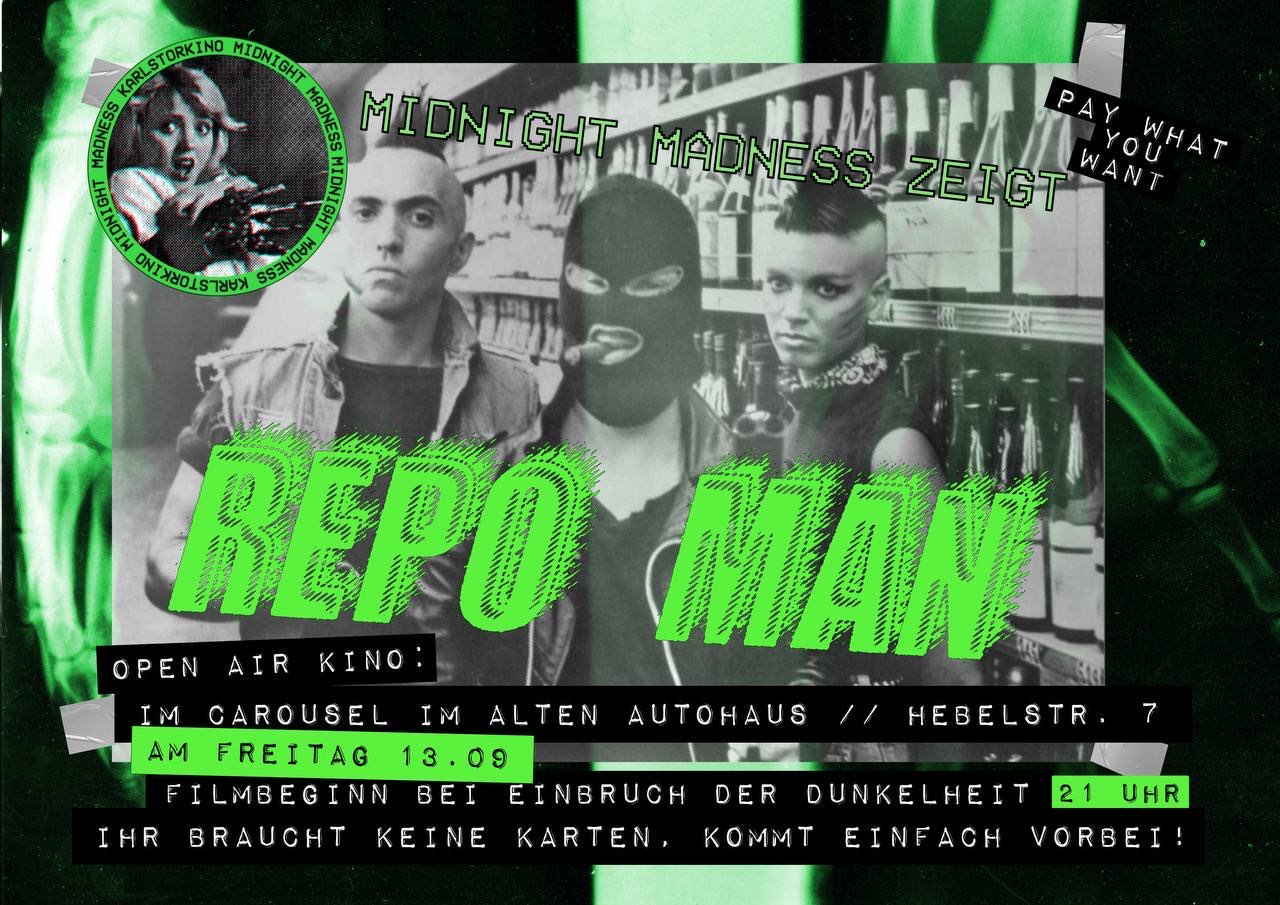 MIDNIGHT MADNESS KARLSTORKINO MIDNIGHT MADNESS MIDNIGHT MADNESS KARLSTORKINO
MIDNIGHT MADNESS ZEIGT
PAY WHAT
YOU
WANT
REPO MAN
OPEN AIR KINO:
IM CAROUSEL IM ALTEN AUTOHAUS // HEBELSTR. 7
AM FREITAG 13.09
FILMBEGINN BEI EINBRUCH DER DUNKELHEIT 21 UHR
IHR BRAUCHT KEINE KARTEN, KOMMT EINFACH VORBEI!